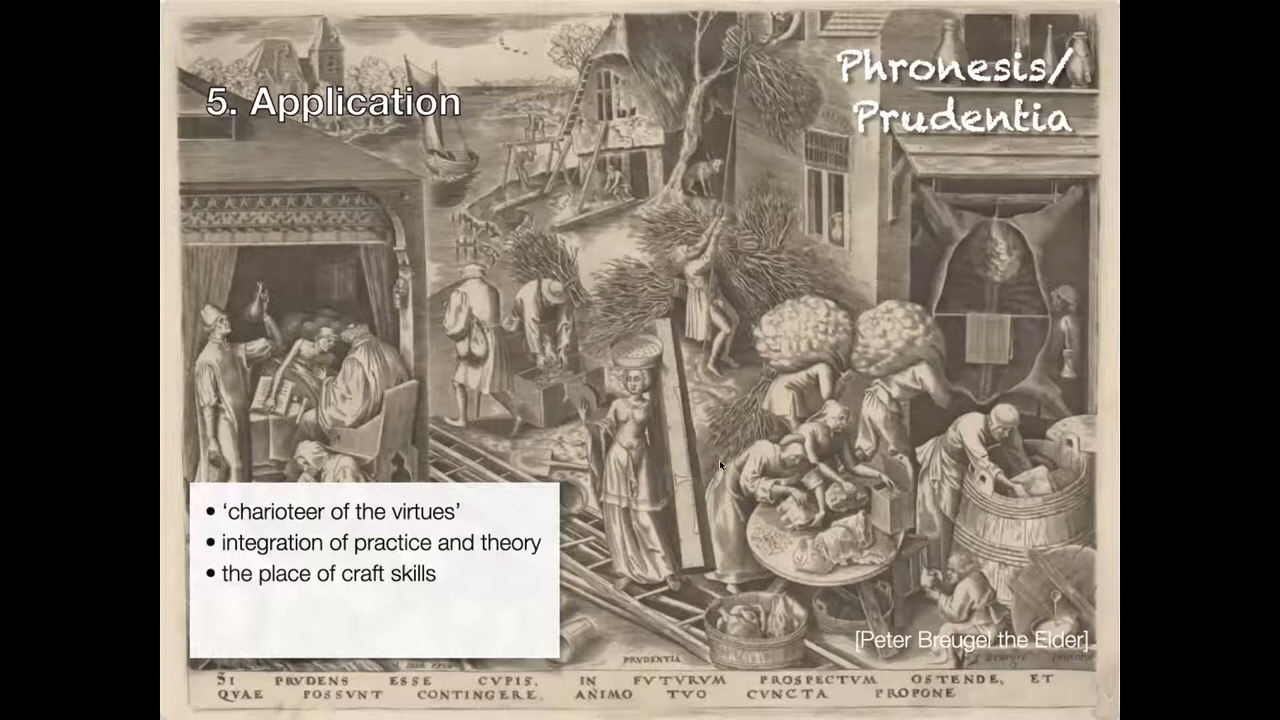 5. Application
Phronesis/
Prudentia
• ‘charioteer of the virtues’
• integration of practice and theory
• the place of craft skills
[Peter Breugel the Elder]
PRVDENTIA
SI PRVDENS ESSE CVPIS, IN FVTVRVM PROSPECTVM OSTENDE, ET
QVAE POSSVNT CONTINGERE, ANIMO TVO CVNCTA PROPONE